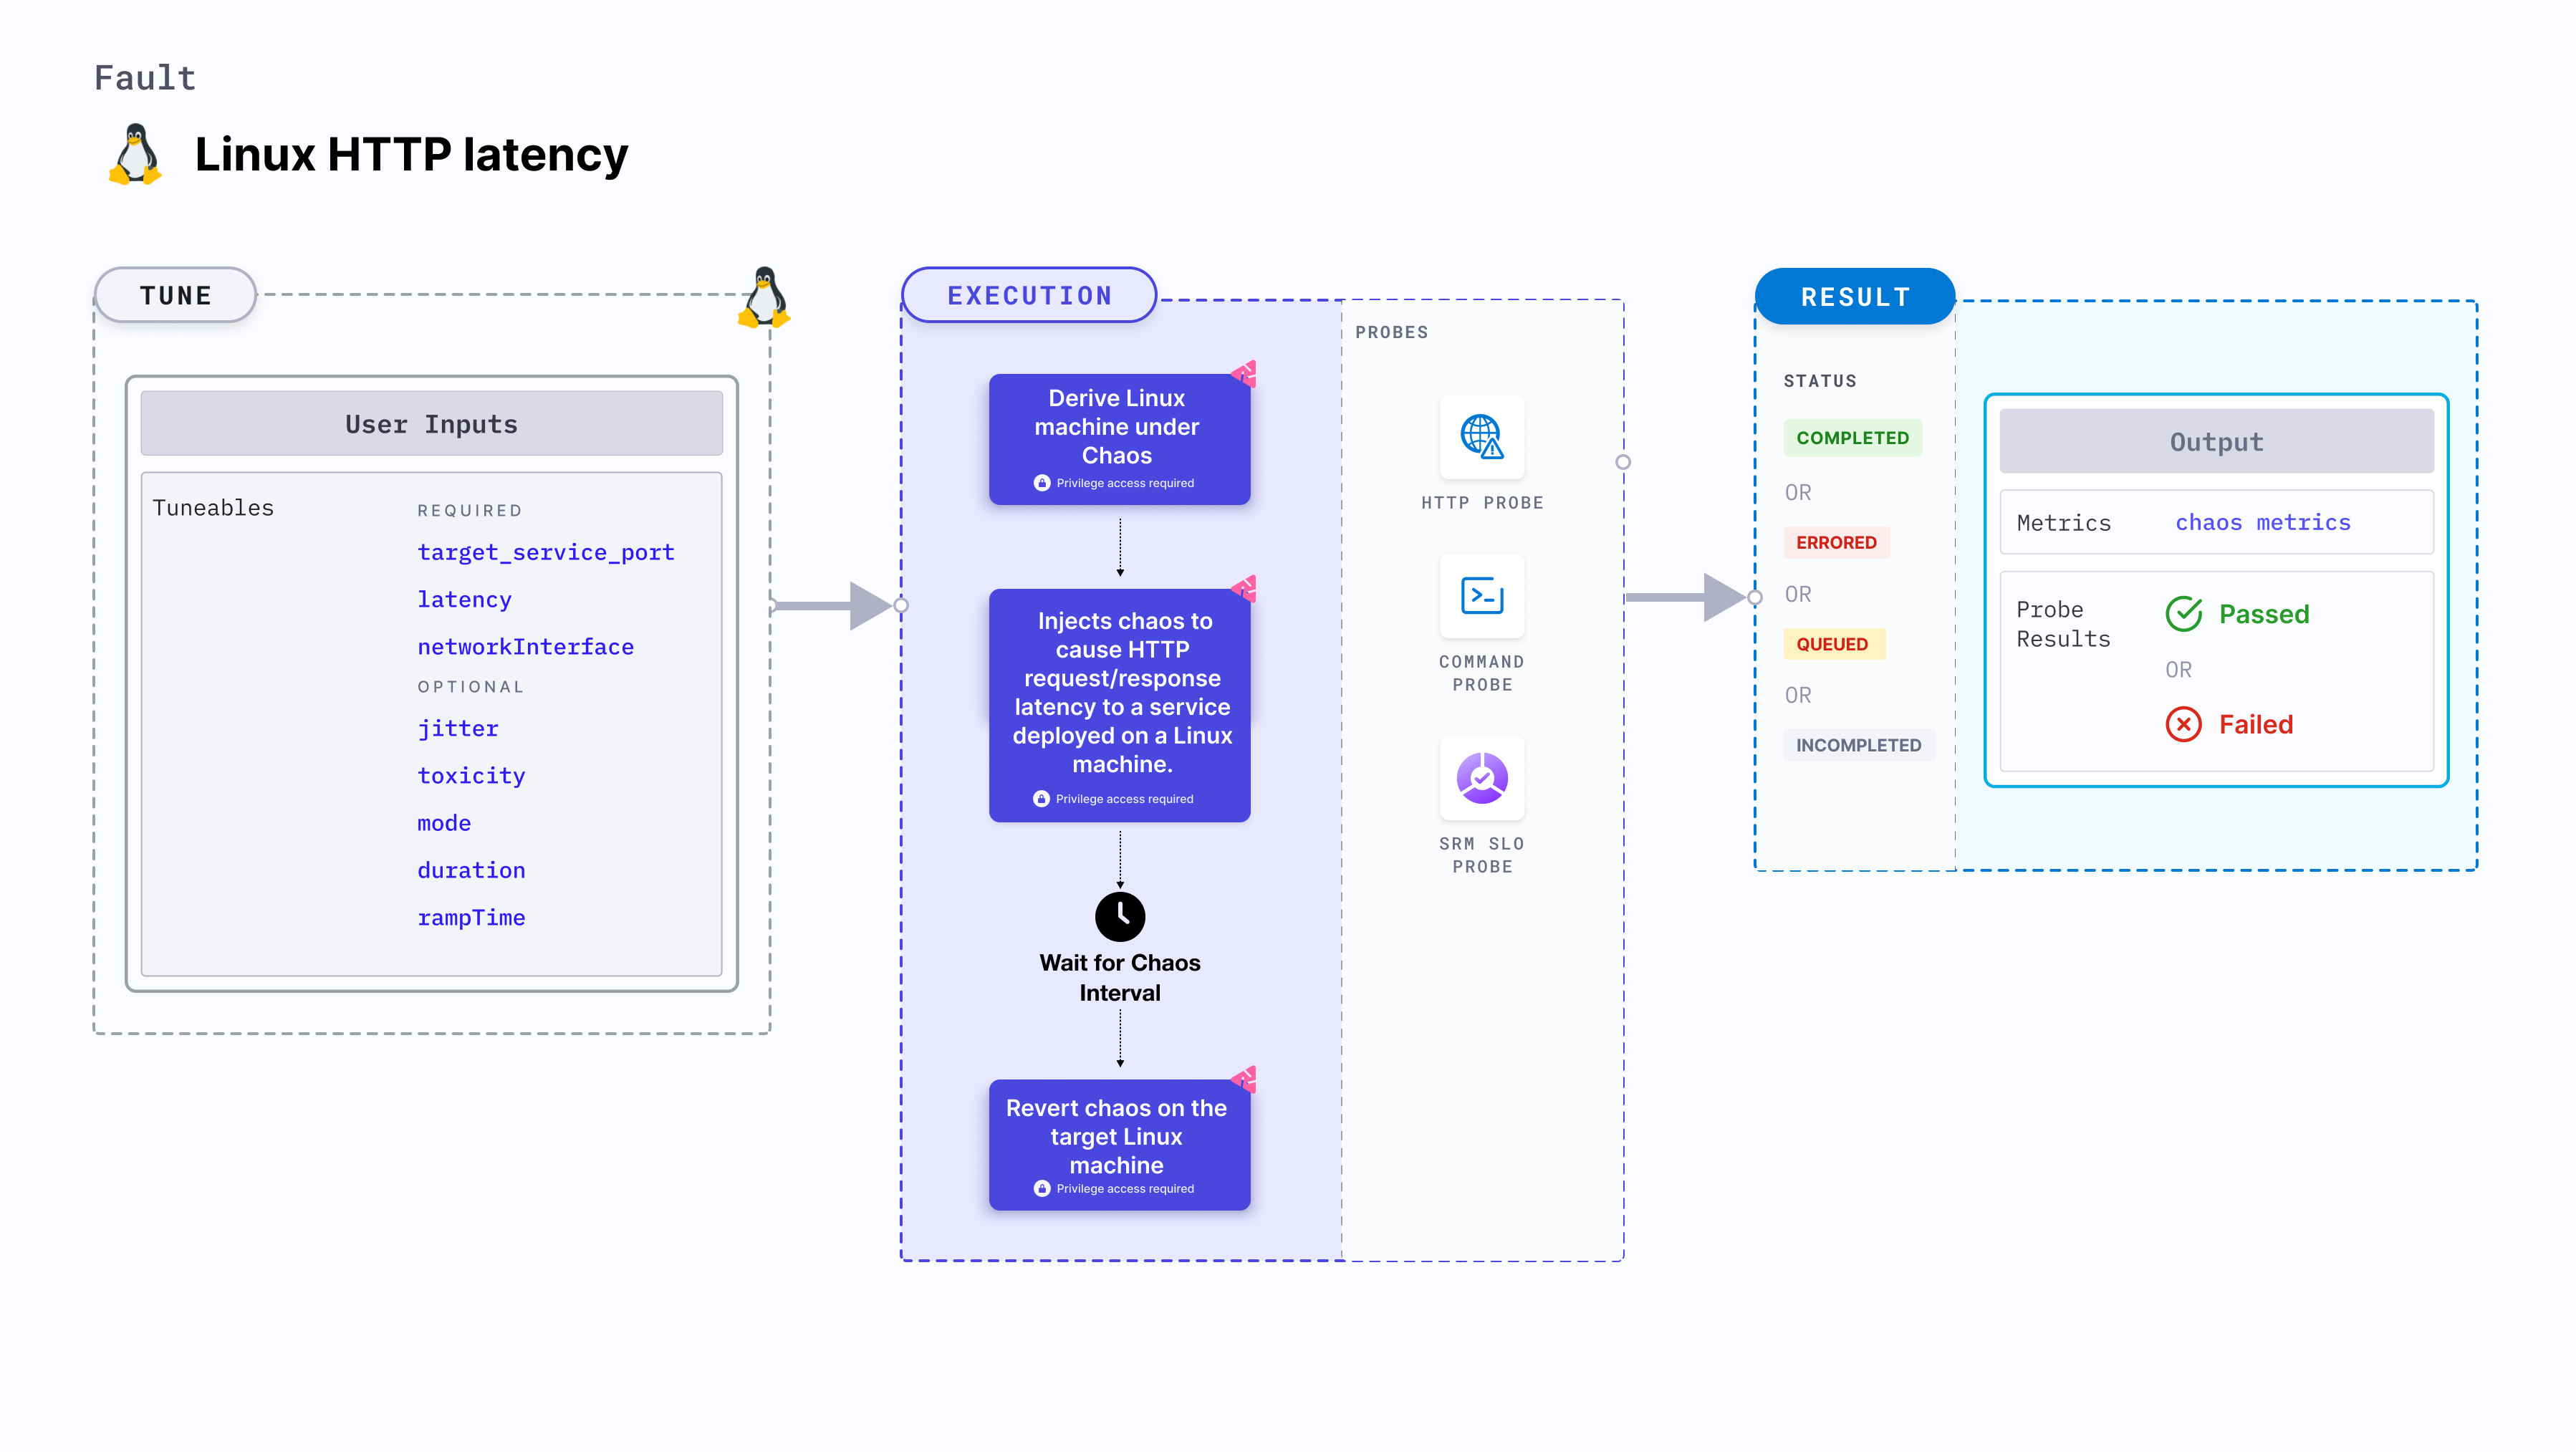 Fault
Linux HTTP latency
TUNE
User Inputs
Tuneables
REQUIRED
target_service_port
latency
networkInterface
OPTIONAL
jitter
toxicity
mode
duration
rampTime
EXECUTION
Derive Linux
machine under
Chaos
Privilege access required
Injects chaos to
cause HTTP
request/response
latency to a service
deployed on a Linux
machine.
Privilege access required
Wait for Chaos
Interval
Revert chaos on the
target Linux
machine
Privilege access required
PROBES
HTTP PROBE
COMMAND
PROBE
SRM SLO
PROBE
RESULT
STATUS
COMPLETED
OR
ERRORED
OR
QUEUED
OR
INCOMPLETED
Output
Metrics
chaos metrics
Probe
Results
Passed
OR
Failed